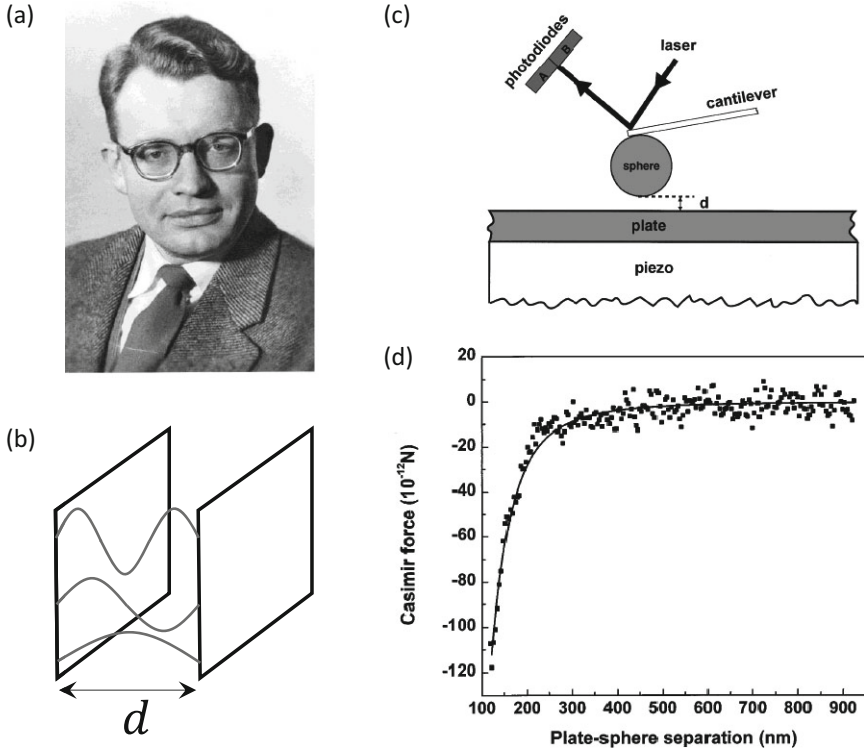 (a)
(b)
d
(c)
photodiodes
A
B
laser
cantilever
sphere
d
plate
piezo
(d)
20
0
-20
-40
-60
-80
-100
-120
Casimir force (10⁻¹²N)
100 200 300 400 500 600 700 800 900
Plate-sphere separation (nm)